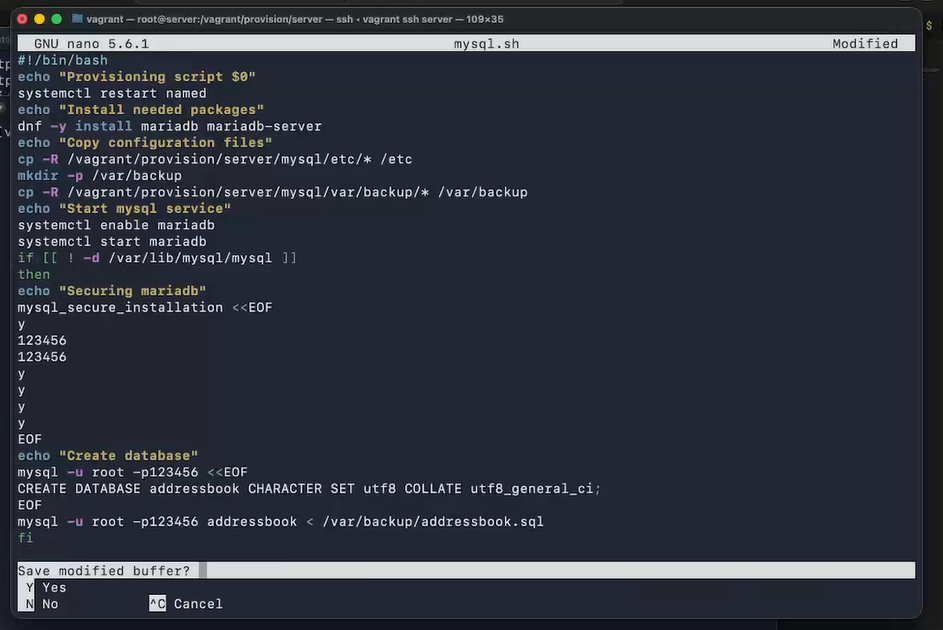 vagrant — root@server:/vagrant/provision/server — ssh ‹ vagrant ssh server — 109×35
GNU nano 5.6.1 mysql.sh Modified
#!/bin/bash
echo "Provisioning script $0"
systemctl restart named
echo "Install needed packages"
dnf -y install mariadb mariadb-server
echo "Copy configuration files"
cp -R /vagrant/provision/server/mysql/etc/* /etc
mkdir -p /var/backup
cp -R /vagrant/provision/server/mysql/var/backup/* /var/backup
echo "Start mysql service"
systemctl enable mariadb
systemctl start mariadb
if [[ ! -d /var/lib/mysql/mysql ]]
then
echo "Securing mariadb"
mysql_secure_installation <<EOF
y
123456
123456
y
y
y
y
EOF
echo "Create database"
mysql -u root -p123456 <<EOF
CREATE DATABASE addressbook CHARACTER SET utf8 COLLATE utf8_general_ci;
EOF
mysql -u root -p123456 addressbook < /var/backup/addressbook.sql
fi
Save modified buffer?
Y Yes
N No ^C Cancel
$